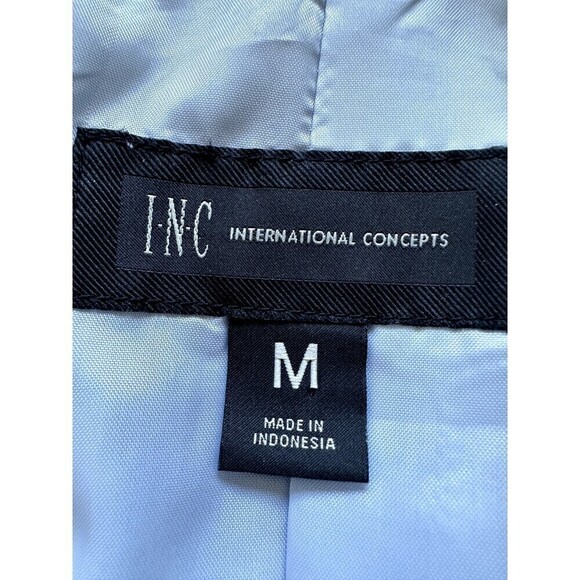 I·N·C INTERNATIONAL CONCEPTS
M
MADE IN
INDONESIA